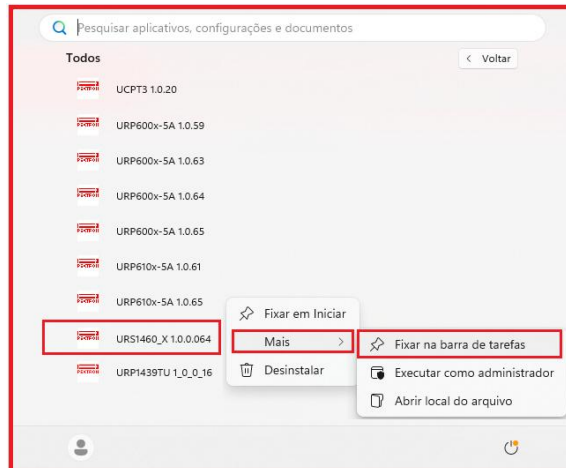 Pesquisar aplicativos, configurações e documentos
Todos
Voltar
UCPT3 1.0.20
URP600x-5A 1.0.59
URP600x-5A 1.0.63
URP600x-5A 1.0.64
URP600x-5A 1.0.65
URP610x-5A 1.0.61
URP610x-5A 1.0.65
URS1460_X 1.0.0.064
URP1439TU 1_0_0_16
Fixar em Iniciar
Mais
Desinstalar
Fixar na barra de tarefas
Executar como administrador
Abrir local do arquivo